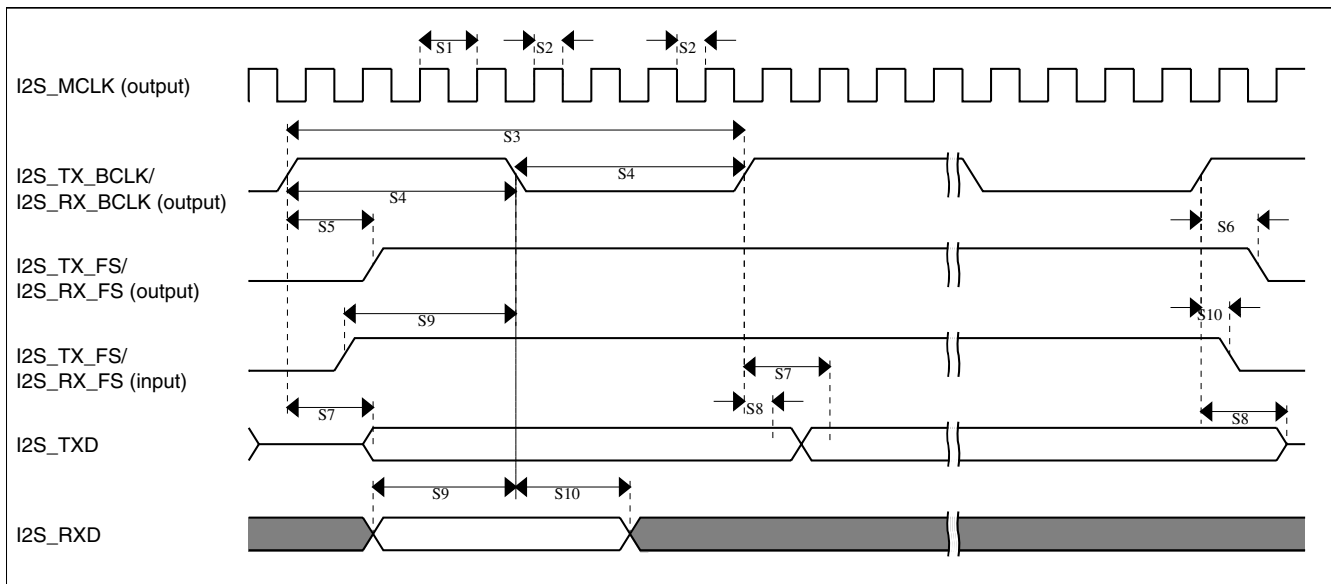 S1
S2
S2
I2S_MCLK (output)
S3
I2S_TX_BCLK/
I2S_RX_BCLK (output)
S4
S4
S5
S6
I2S_TX_FS/
I2S_RX_FS (output)
S9
S10
I2S_TX_FS/
I2S_RX_FS (input)
S7
S7
S8
S8
I2S_TXD
S9
S10
I2S_RXD